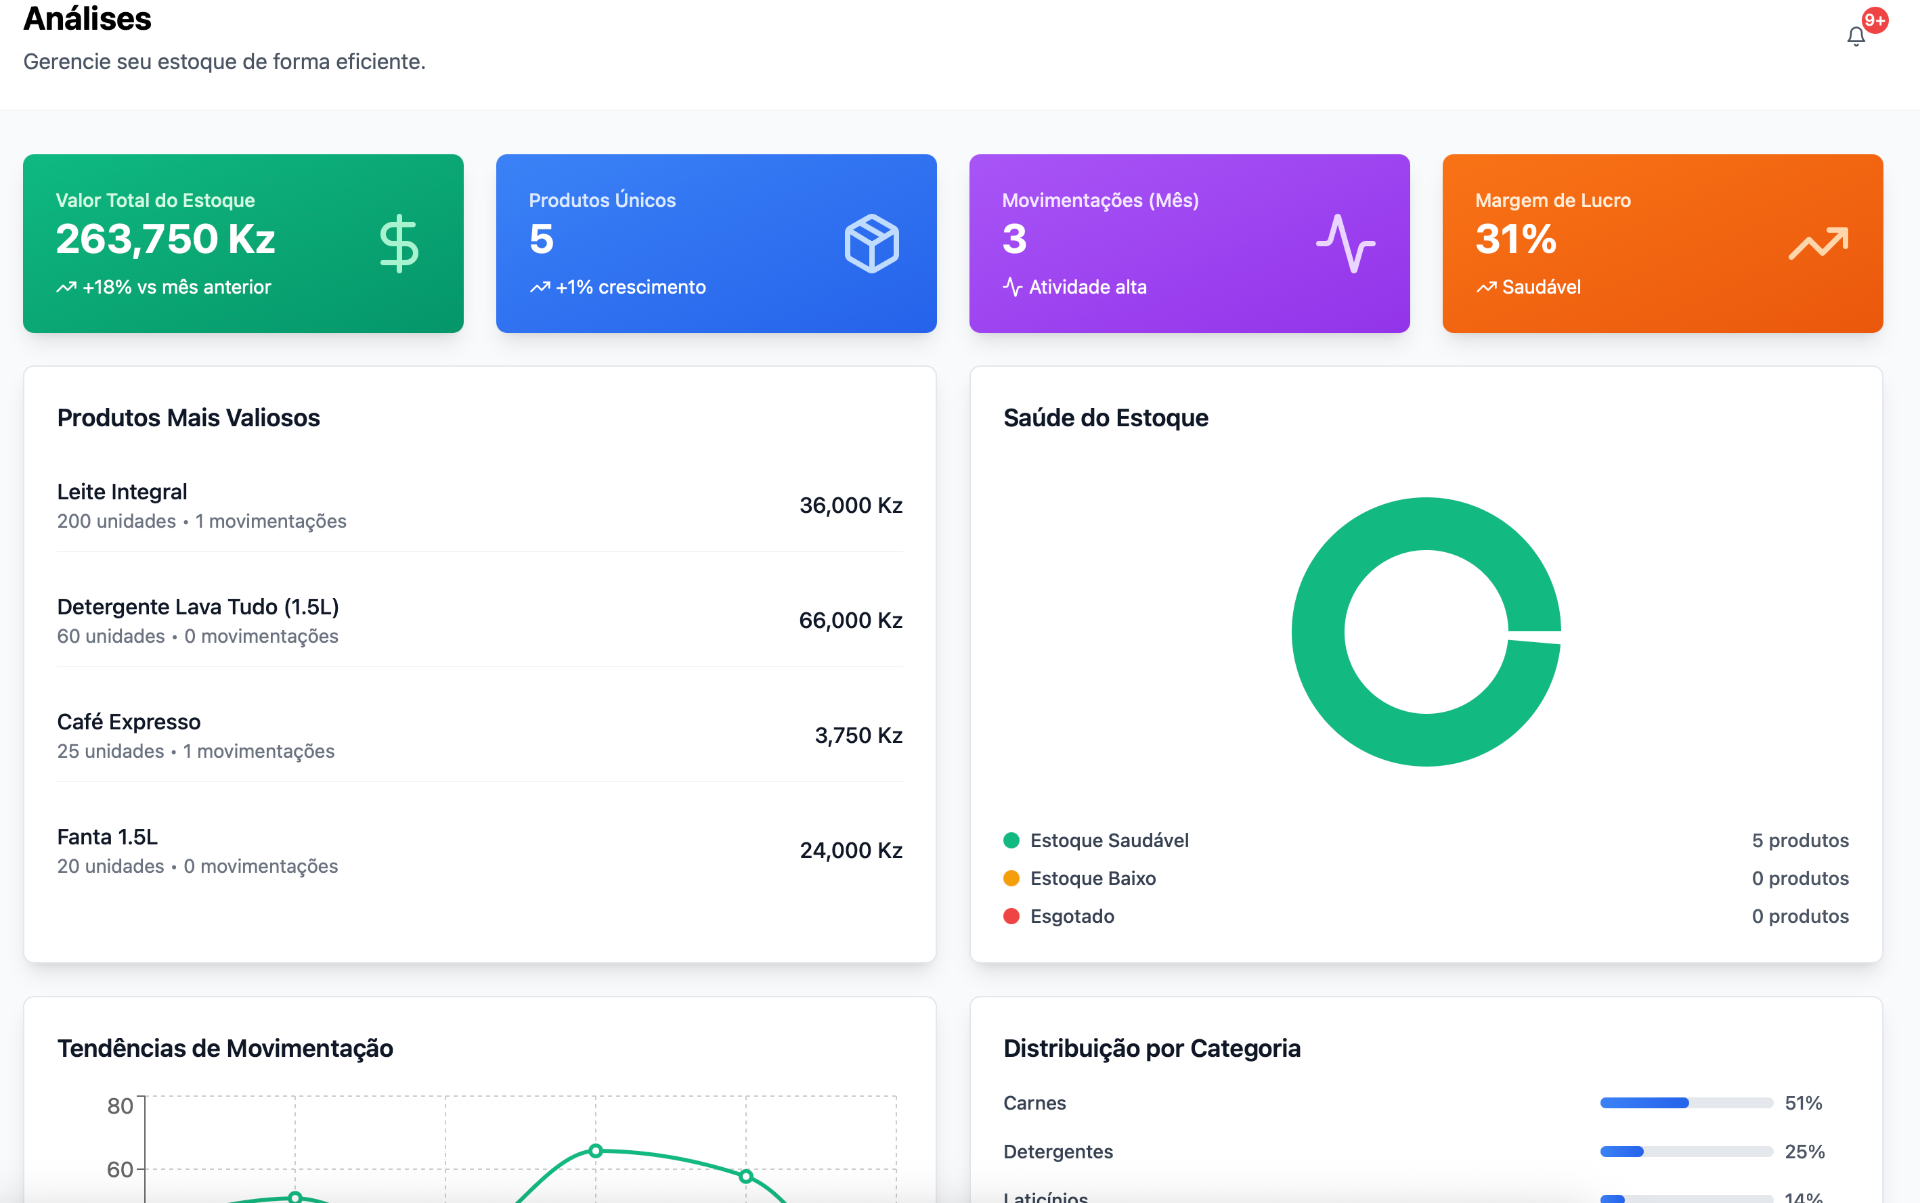 Análises
9+
Gerencie seu estoque de forma eficiente.
Valor Total do Estoque
263,750 Kz
+18% vs mês anterior
Produtos Únicos
5
+1% crescimento
Movimentações (Mês)
3
Atividade alta
Margem de Lucro
31%
Saudável
Produtos Mais Valiosos
Leite Integral
200 unidades • 1 movimentações
36,000 Kz
Detergente Lava Tudo (1.5L)
60 unidades • 0 movimentações
66,000 Kz
Café Expresso
25 unidades • 1 movimentações
3,750 Kz
Fanta 1.5L
20 unidades • 0 movimentações
24,000 Kz
Saúde do Estoque
Estoque Saudável 5 produtos
Estoque Baixo 0 produtos
Esgotado 0 produtos
Tendências de Movimentação
80
60
Distribuição por Categoria
Carnes 51%
Detergentes 25%
Laticínios 14%